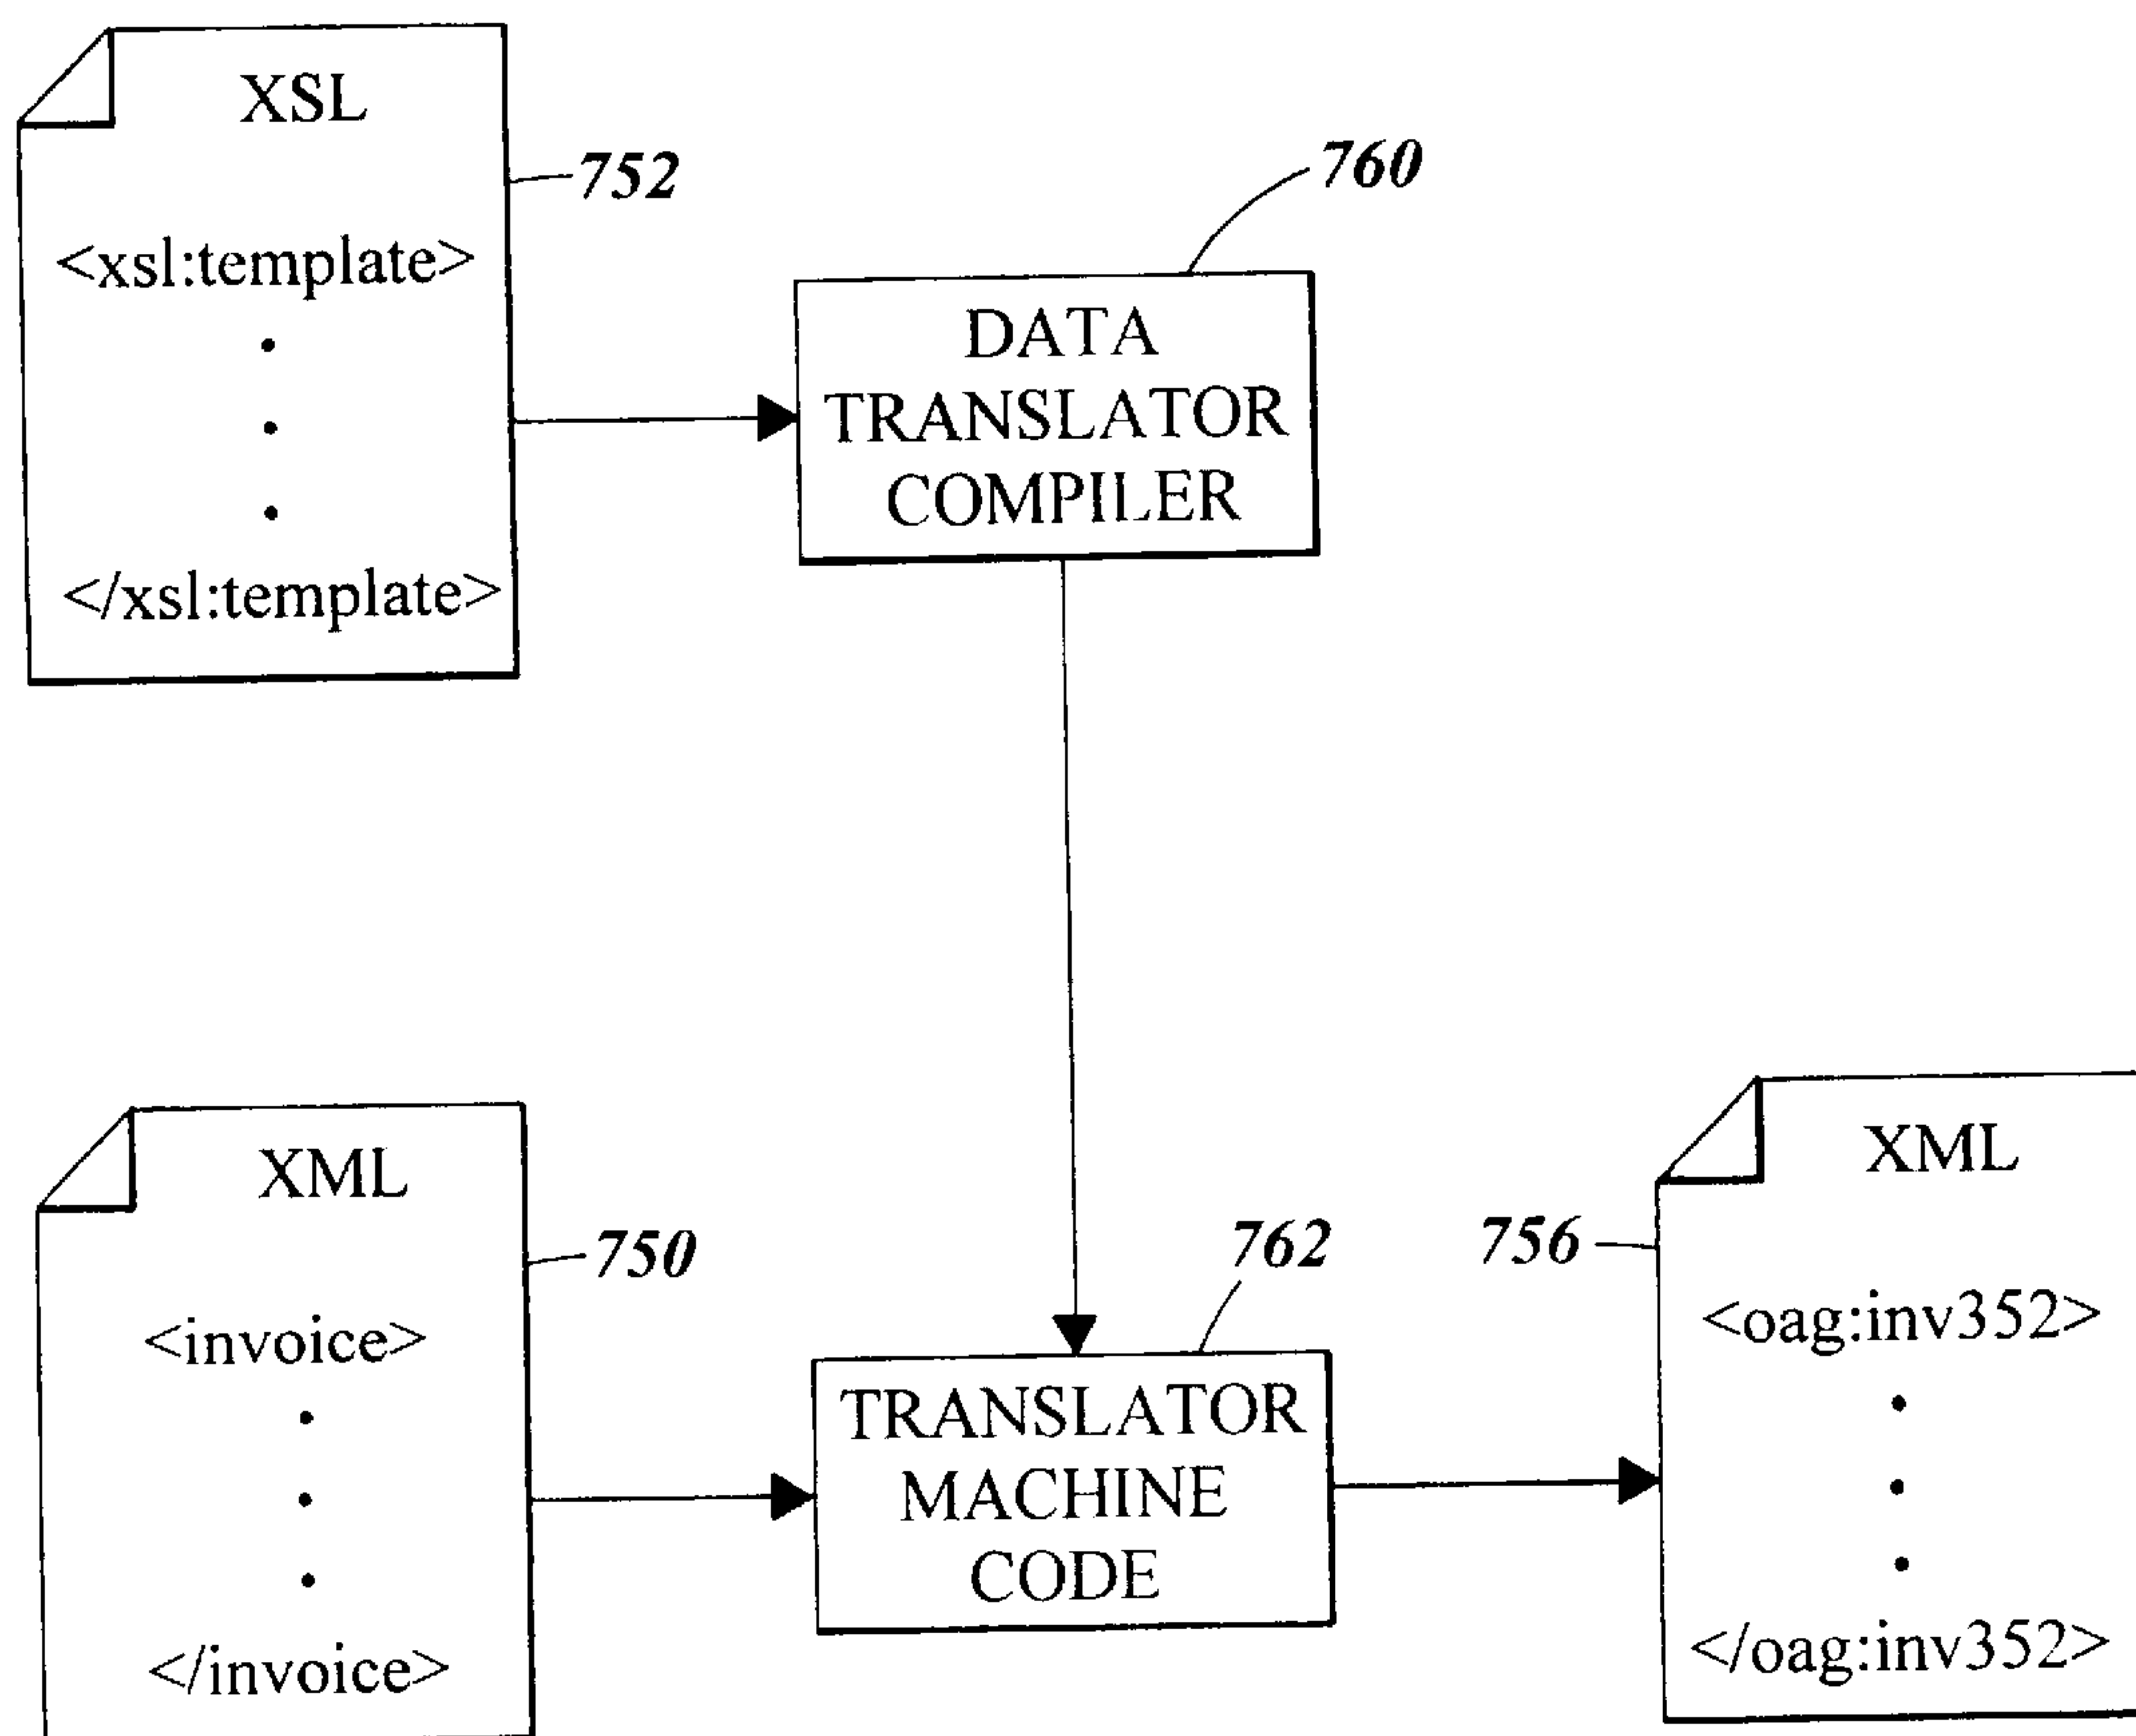 XSL
752
<xsl:template>
</xsl:template>
760
DATA
TRANSLATOR
COMPILER
XML
750
<invoice>
</invoice>
762
TRANSLATOR
MACHINE
CODE
756
XML
<oag:inv352>
</oag:inv352>